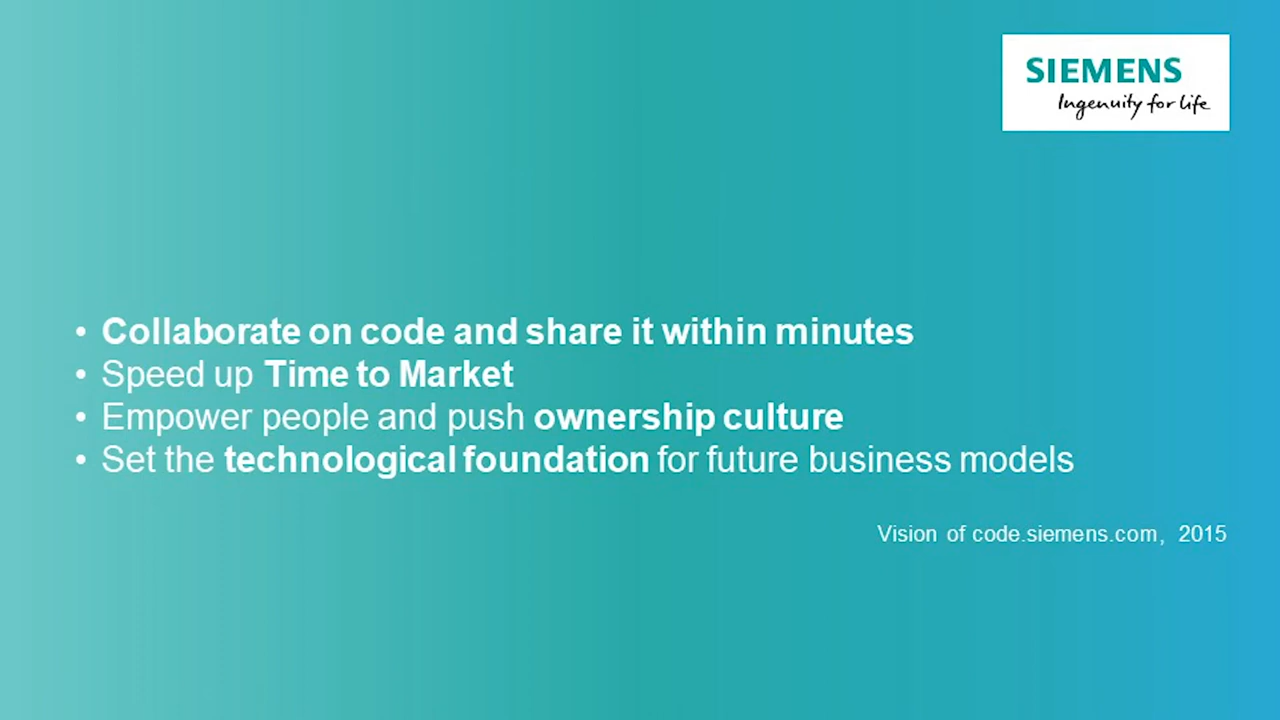 SIEMENS
Ingenuity for life
• Collaborate on code and share it within minutes
• Speed up Time to Market
• Empower people and push ownership culture
• Set the technological foundation for future business models
Vision of code.siemens.com, 2015